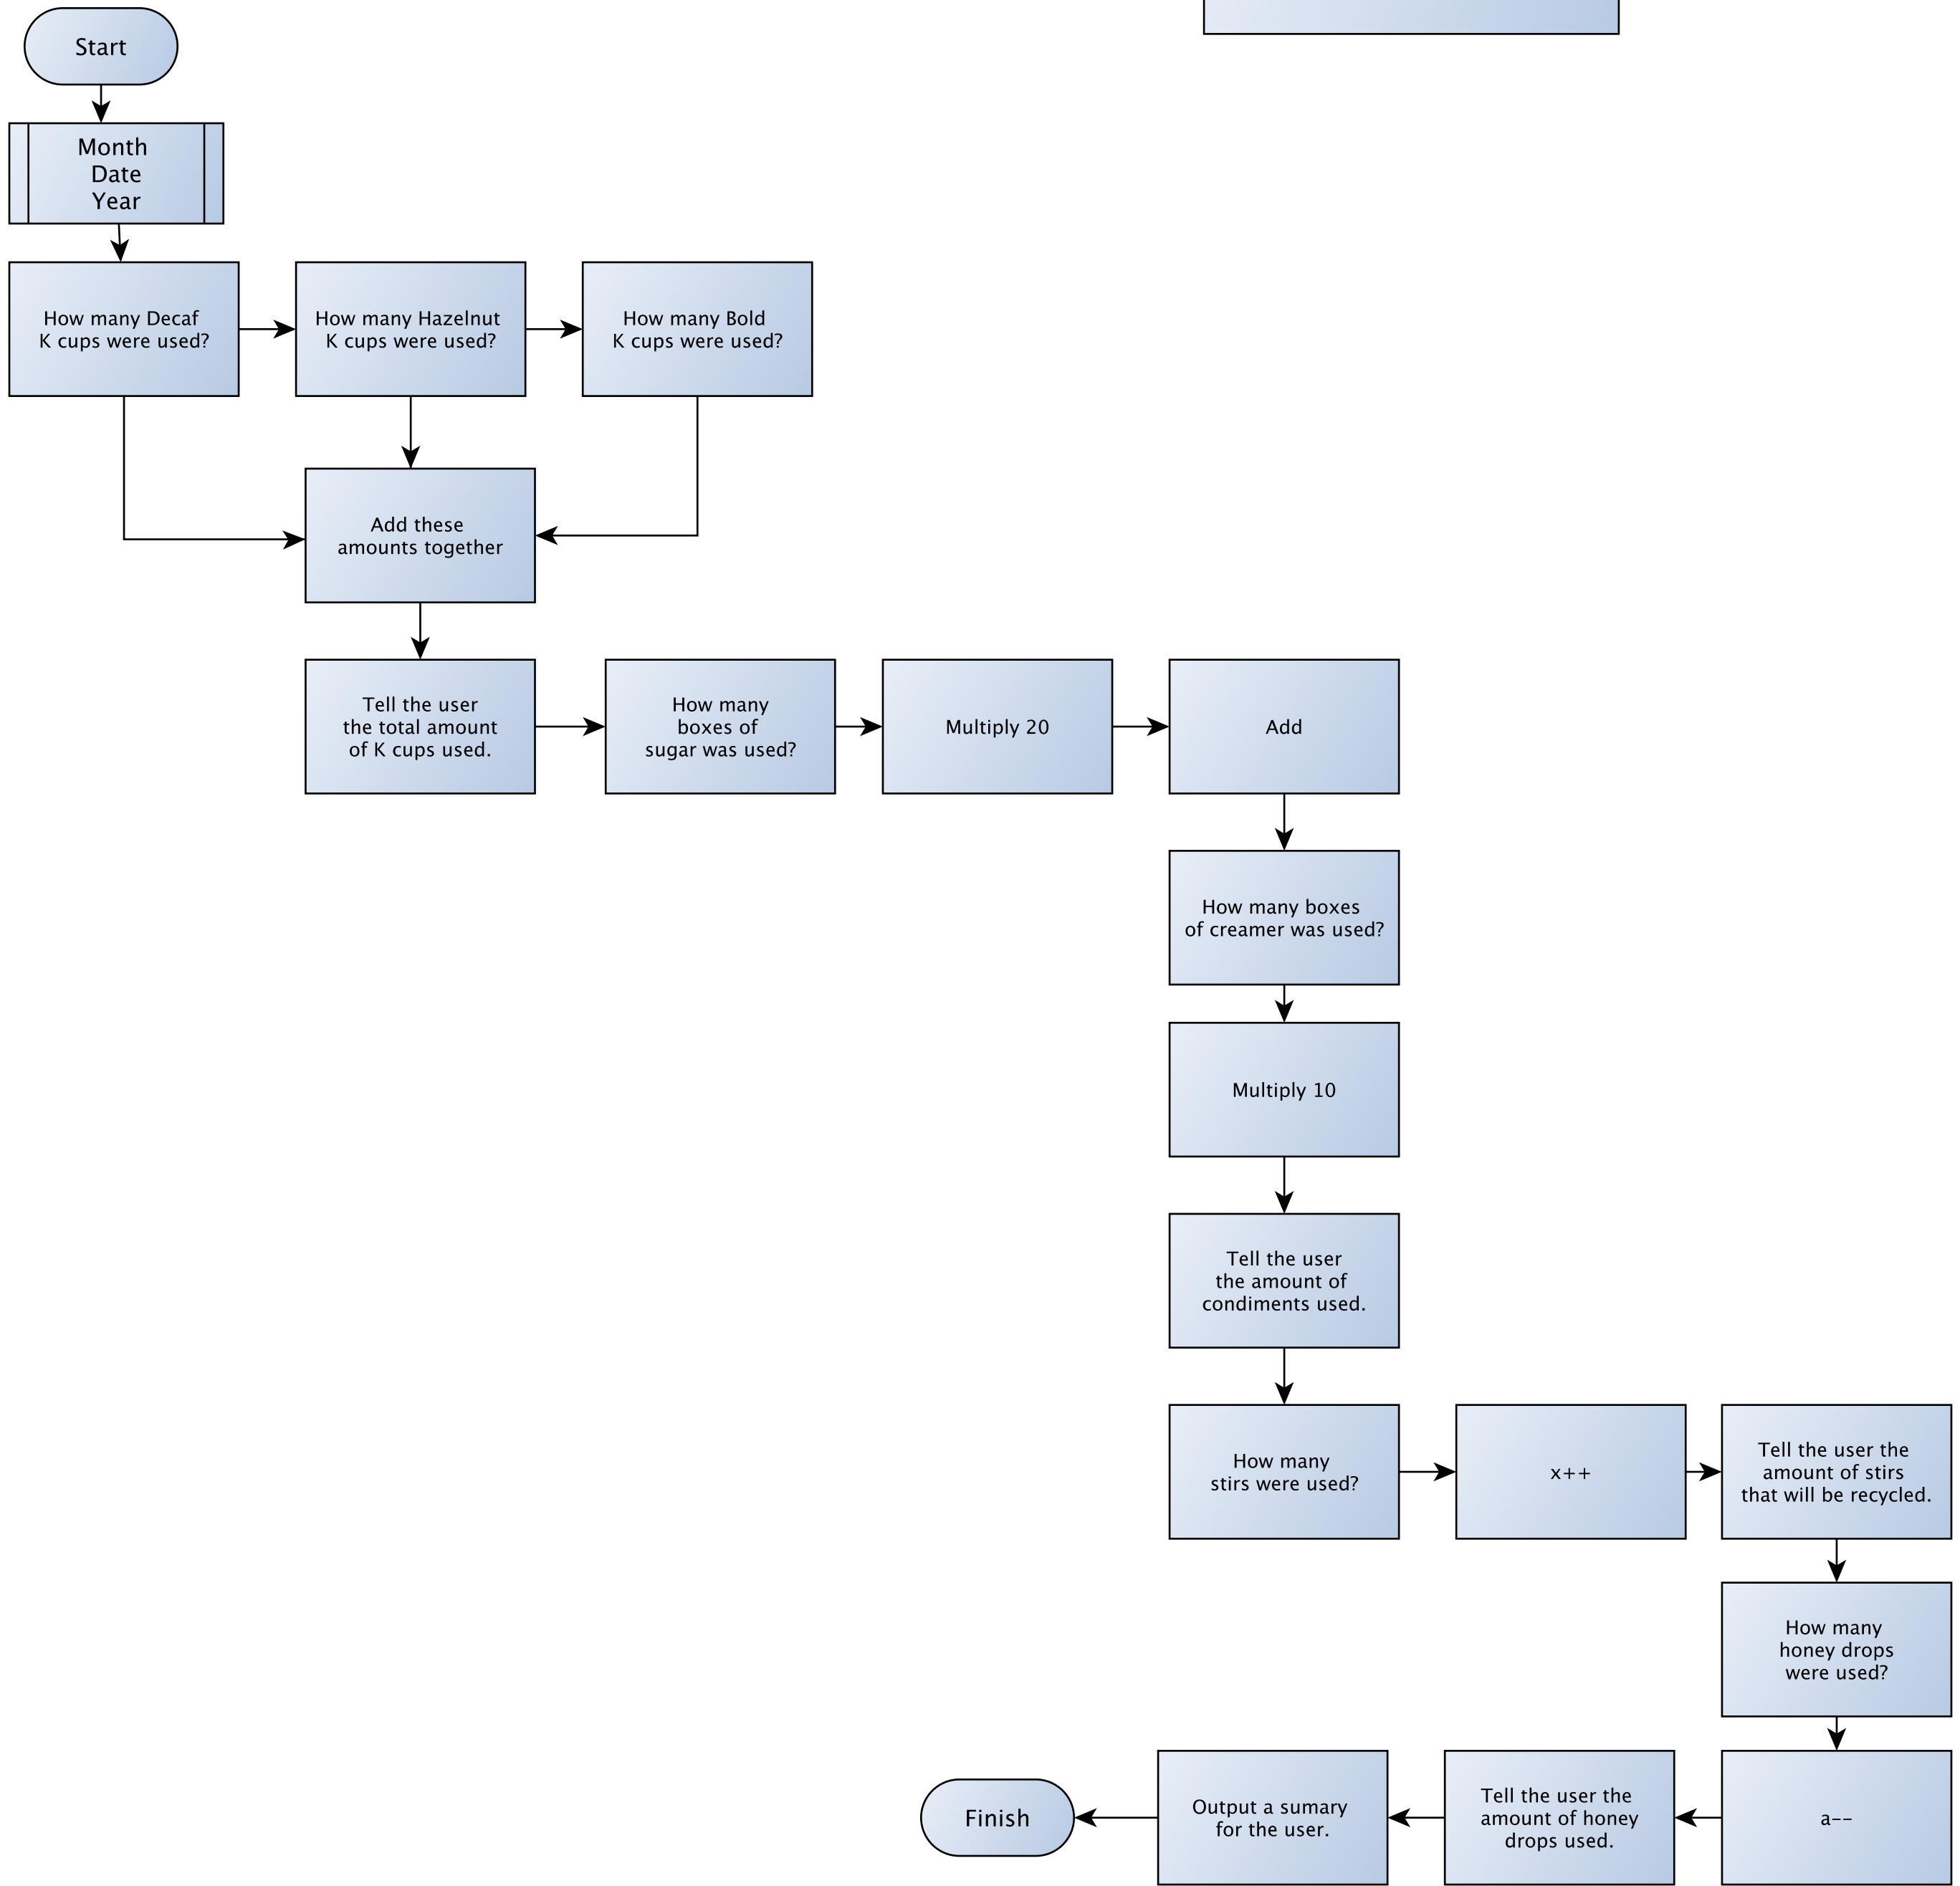 Start
Month
Date
Year
How many Decaf
K cups were used?
How many Hazelnut
K cups were used?
How many Bold
K cups were used?
Add these
amounts together
Tell the user
the total amount
of K cups used.
How many
boxes of
sugar was used?
Multiply 20
Add
How many boxes
of creamer was used?
Multiply 10
Tell the user
the amount of
condiments used.
How many
stirs were used?
x++
Tell the user the
amount of stirs
that will be recycled.
How many
honey drops
were used?
a--
Tell the user the
amount of honey
drops used.
Output a sumary
for the user.
Finish